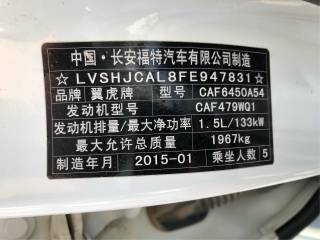 中国·长安福特汽车有限公司制造
☆LVSHJCAL8FE947831☆
品牌 翼虎牌 型号 CAF6450A54
发动机型号 CAF479WQ1
发动机排量/最大净功率 1.5L/133kW
最大允许总质量 1967kg
制造年月 2015-01 乘坐人数 5